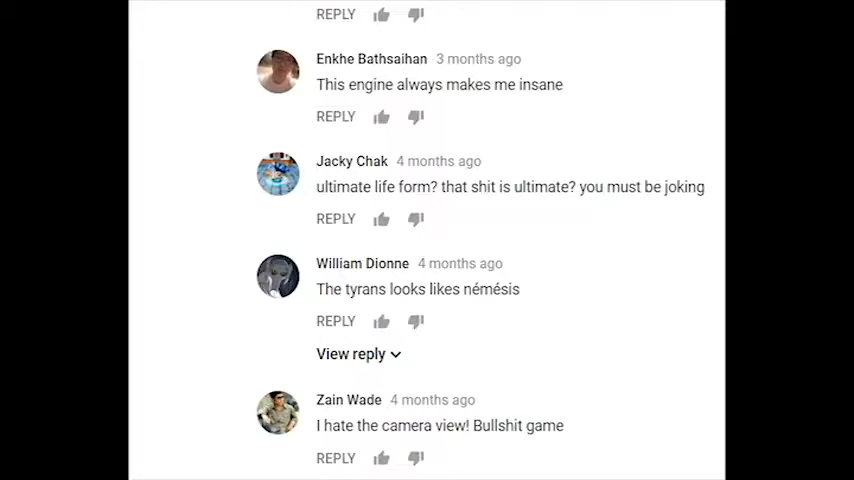 REPLY
Enkhe Bathsaihan 3 months ago
This engine always makes me insane
REPLY
Jacky Chak 4 months ago
ultimate life form? that shit is ultimate? you must be joking
REPLY
William Dionne 4 months ago
The tyrans looks likes némésis
REPLY
View reply
Zain Wade 4 months ago
I hate the camera view! Bullshit game
REPLY